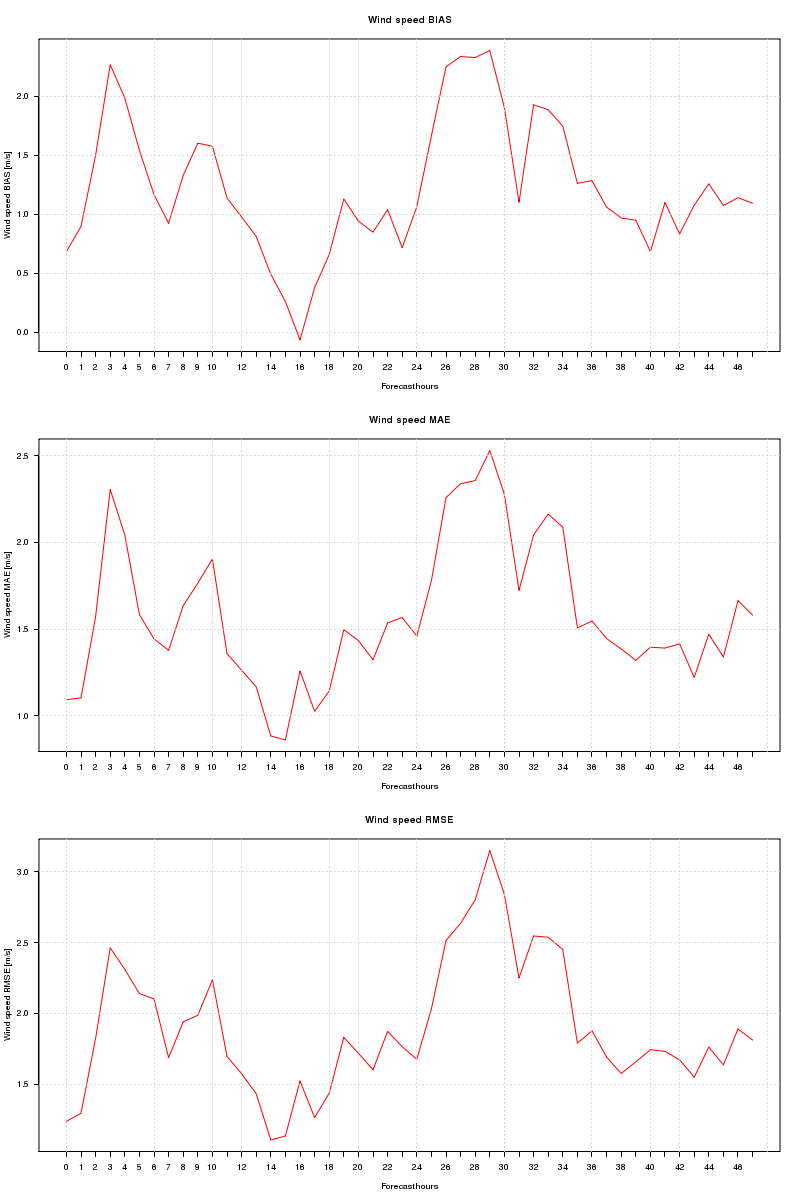 Wind speed BIAS
Wind speed BIAS [m/s]
2.0
1.5
1.0
0.5
0.0
0 1 2 3 4 5 6 7 8 9 10 12 14 16 18 20 22 24 26 28 30 32 34 36 38 40 42 44 46
Forecasthours
Wind speed MAE
Wind speed MAE [m/s]
2.5
2.0
1.5
1.0
0 1 2 3 4 5 6 7 8 9 10 12 14 16 18 20 22 24 26 28 30 32 34 36 38 40 42 44 46
Forecasthours
Wind speed RMSE
Wind speed RMSE [m/s]
3.0
2.5
2.0
1.5
0 1 2 3 4 5 6 7 8 9 10 12 14 16 18 20 22 24 26 28 30 32 34 36 38 40 42 44 46
Forecasthours